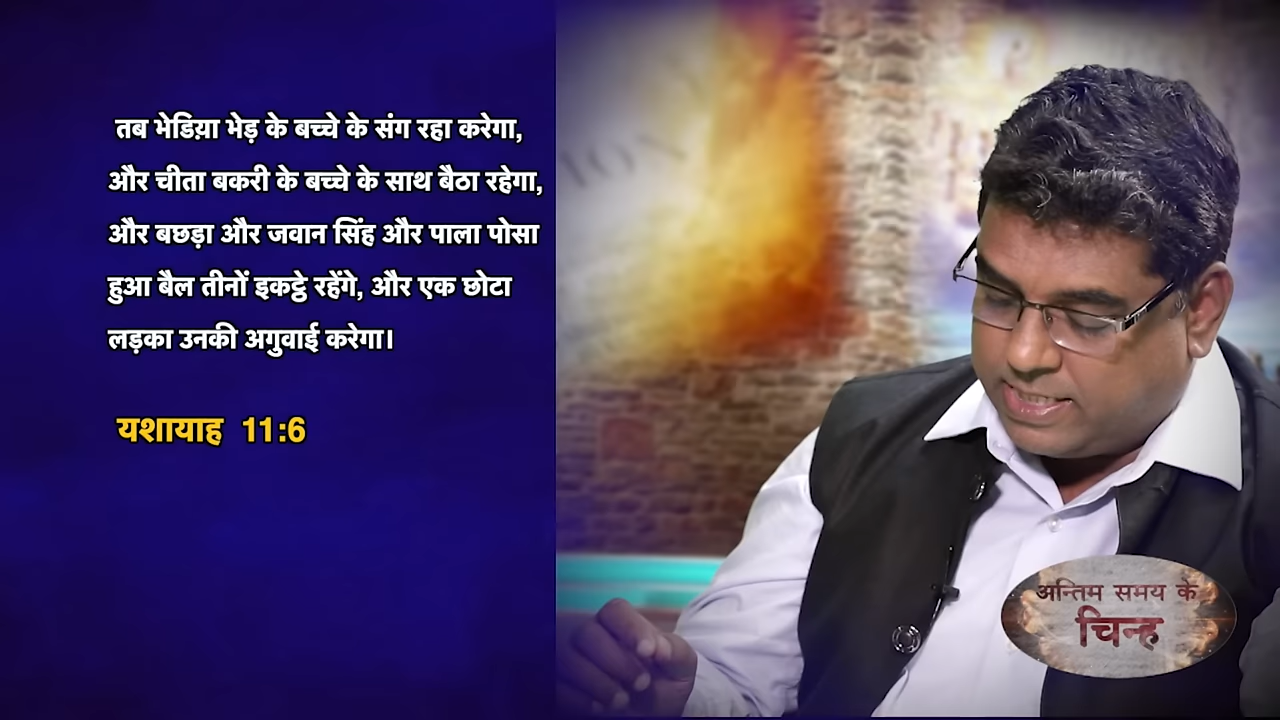 तब भेडिय़ा भेड़ के बच्चे के संग रहा करेगा,
और चीता बकरी के बच्चे के साथ बैठा रहेगा,
और बछड़ा और जवान सिंह और पाला पोसा
हुआ बैल तीनों इकट्ठे रहेंगे, और एक छोटा
लड़का उनकी अगुवाई करेगा।
यशायाह 11:6
अन्तिम समय के
चिन्ह